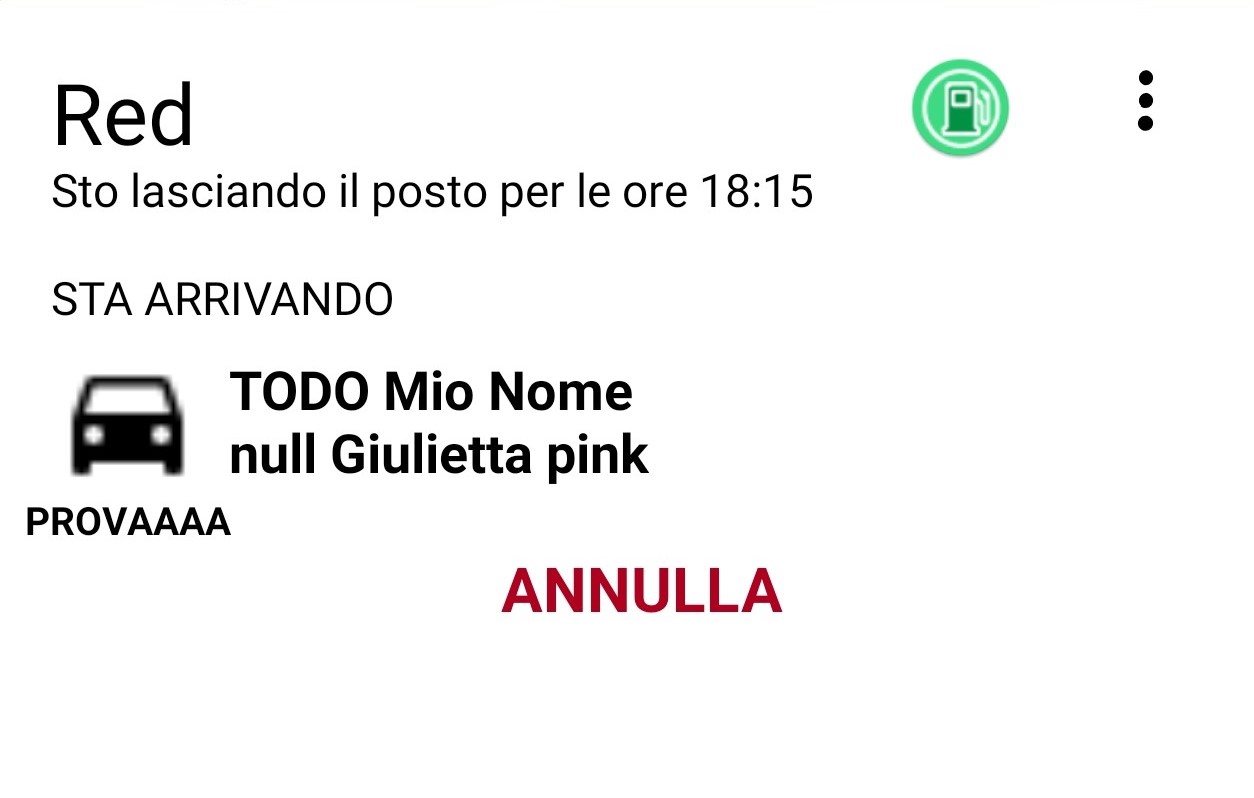 Red
Sto lasciando il posto per le ore 18:15
STA ARRIVANDO
TODO Mio Nome
null Giulietta pink
PROVAAAA
ANNULLA